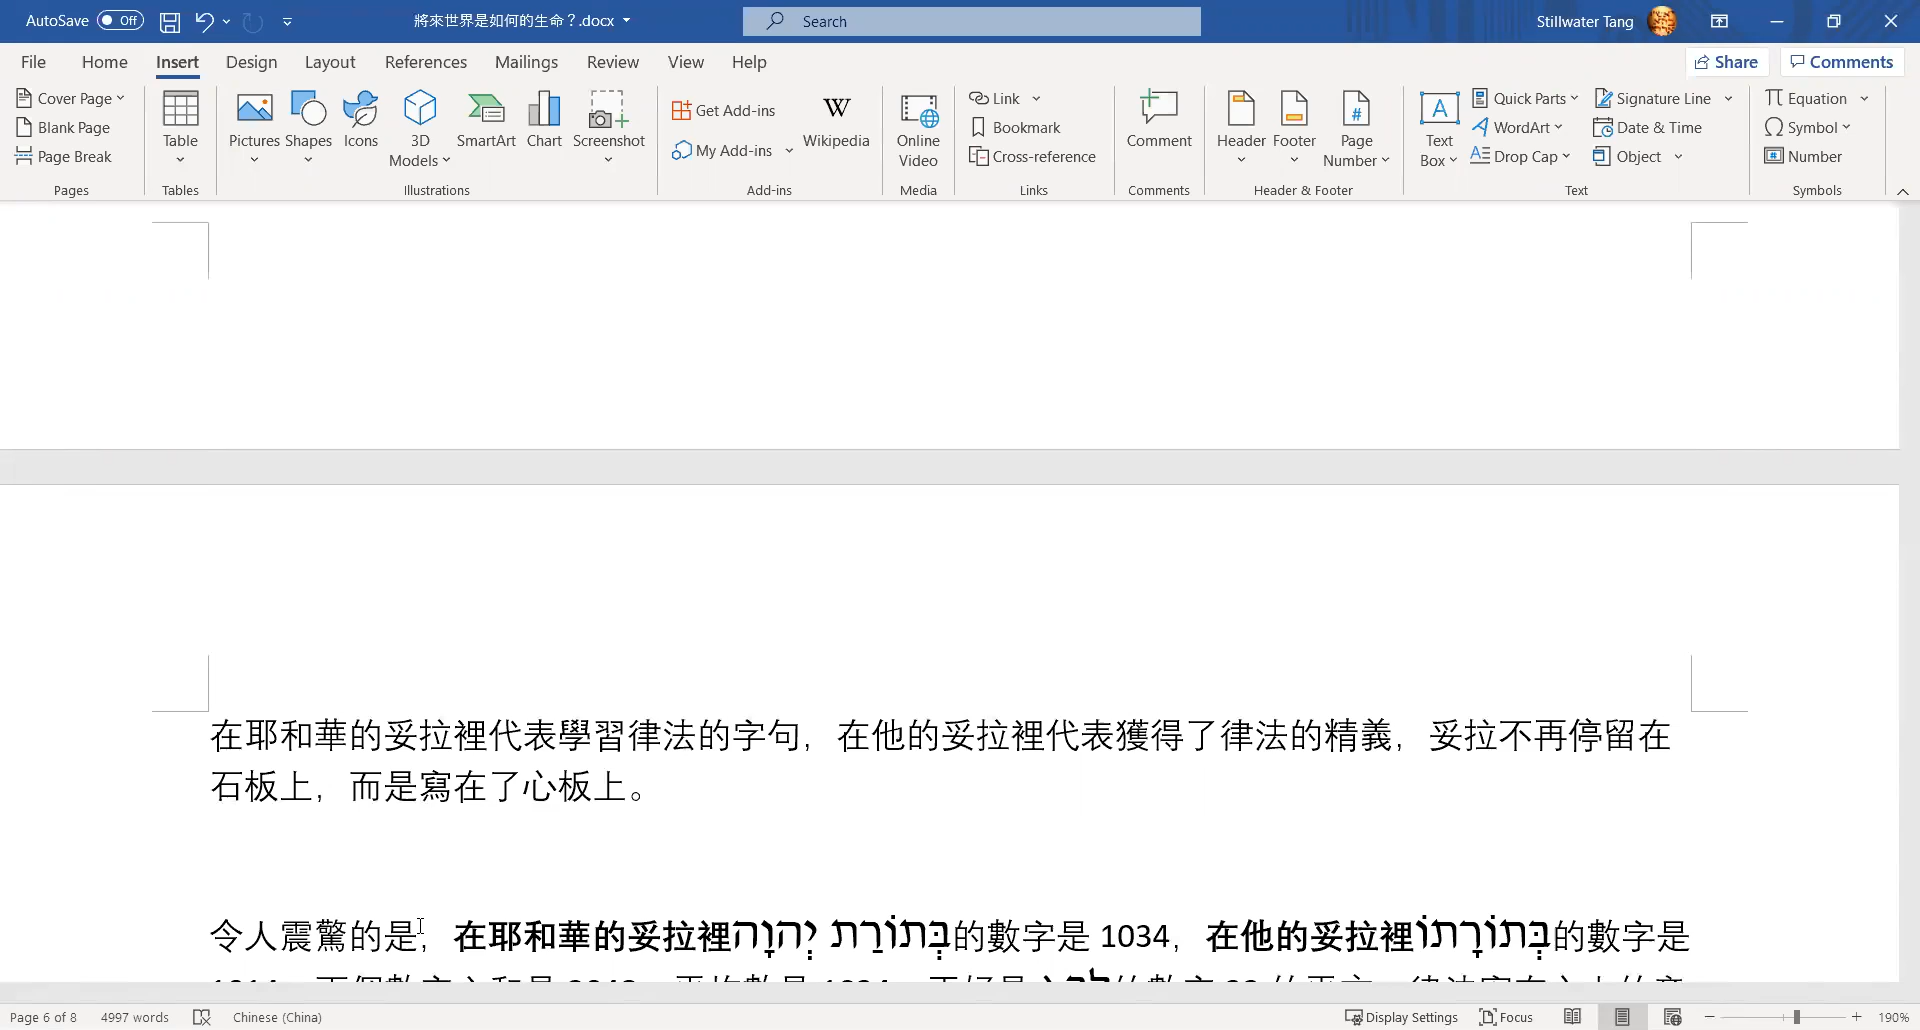 AutoSave Off 將來世界是如何的生命？.docx Search Stillwater Tang
File Home Insert Design Layout References Mailings Review View Help Share Comments
Cover Page
Blank Page
Page Break
Pages
Table
Tables
Pictures Shapes Icons 3D Models SmartArt Chart Screenshot
Illustrations
Get Add-ins
My Add-ins
Wikipedia
Add-ins
Online Video
Media
Link
Bookmark
Cross-reference
Links
Comment
Comments
Header Footer Page Number
Header & Footer
Text Box
Quick Parts
WordArt
Drop Cap
Signature Line
Date & Time
Object
Text
Equation
Symbol
Number
Symbols
在耶和華的妥拉裡代表學習律法的字句，在他的妥拉裡代表獲得了律法的精義，妥拉不再停留在
石板上，而是寫在了心板上。
令人震驚的是，在耶和華的妥拉裡בְּתוֹרַת יְהוָה的數字是 1034，在他的妥拉裡בְּתוֹרָתוֹ的數字是
Page 6 of 8 4997 words Chinese (China) Display Settings Focus 190%